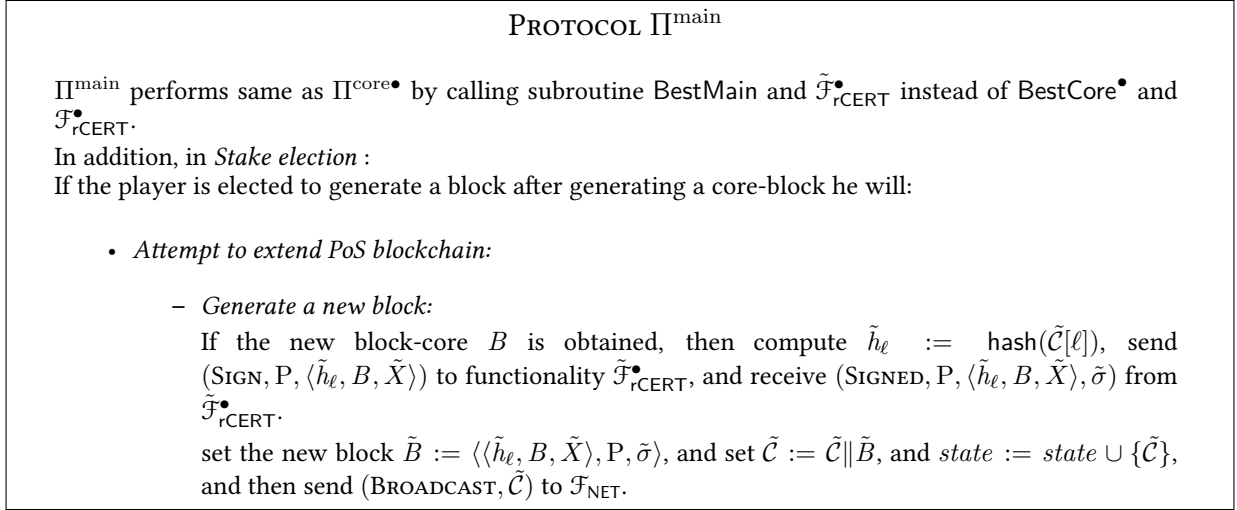 PROTOCOL Π^main
Π^main performs same as Π^core• by calling subroutine BestMain and F̃•_rCERT instead of BestCore• and
F•_rCERT.
In addition, in Stake election :
If the player is elected to generate a block after generating a core-block he will:
• Attempt to extend PoS blockchain:
– Generate a new block:
If the new block-core B is obtained, then compute h̃_ℓ := hash(C̃[ℓ]), send
(SIGN, P, ⟨h̃_ℓ, B, X̃⟩) to functionality F̃•_rCERT, and receive (SIGNED, P, ⟨h̃_ℓ, B, X̃⟩, σ̃) from
F̃•_rCERT.
set the new block B̃ := ⟨⟨h̃_ℓ, B, X̃⟩, P, σ̃⟩, and set C̃ := C̃∥B̃, and state := state ∪ {C̃},
and then send (BROADCAST, C̃) to F_NET.